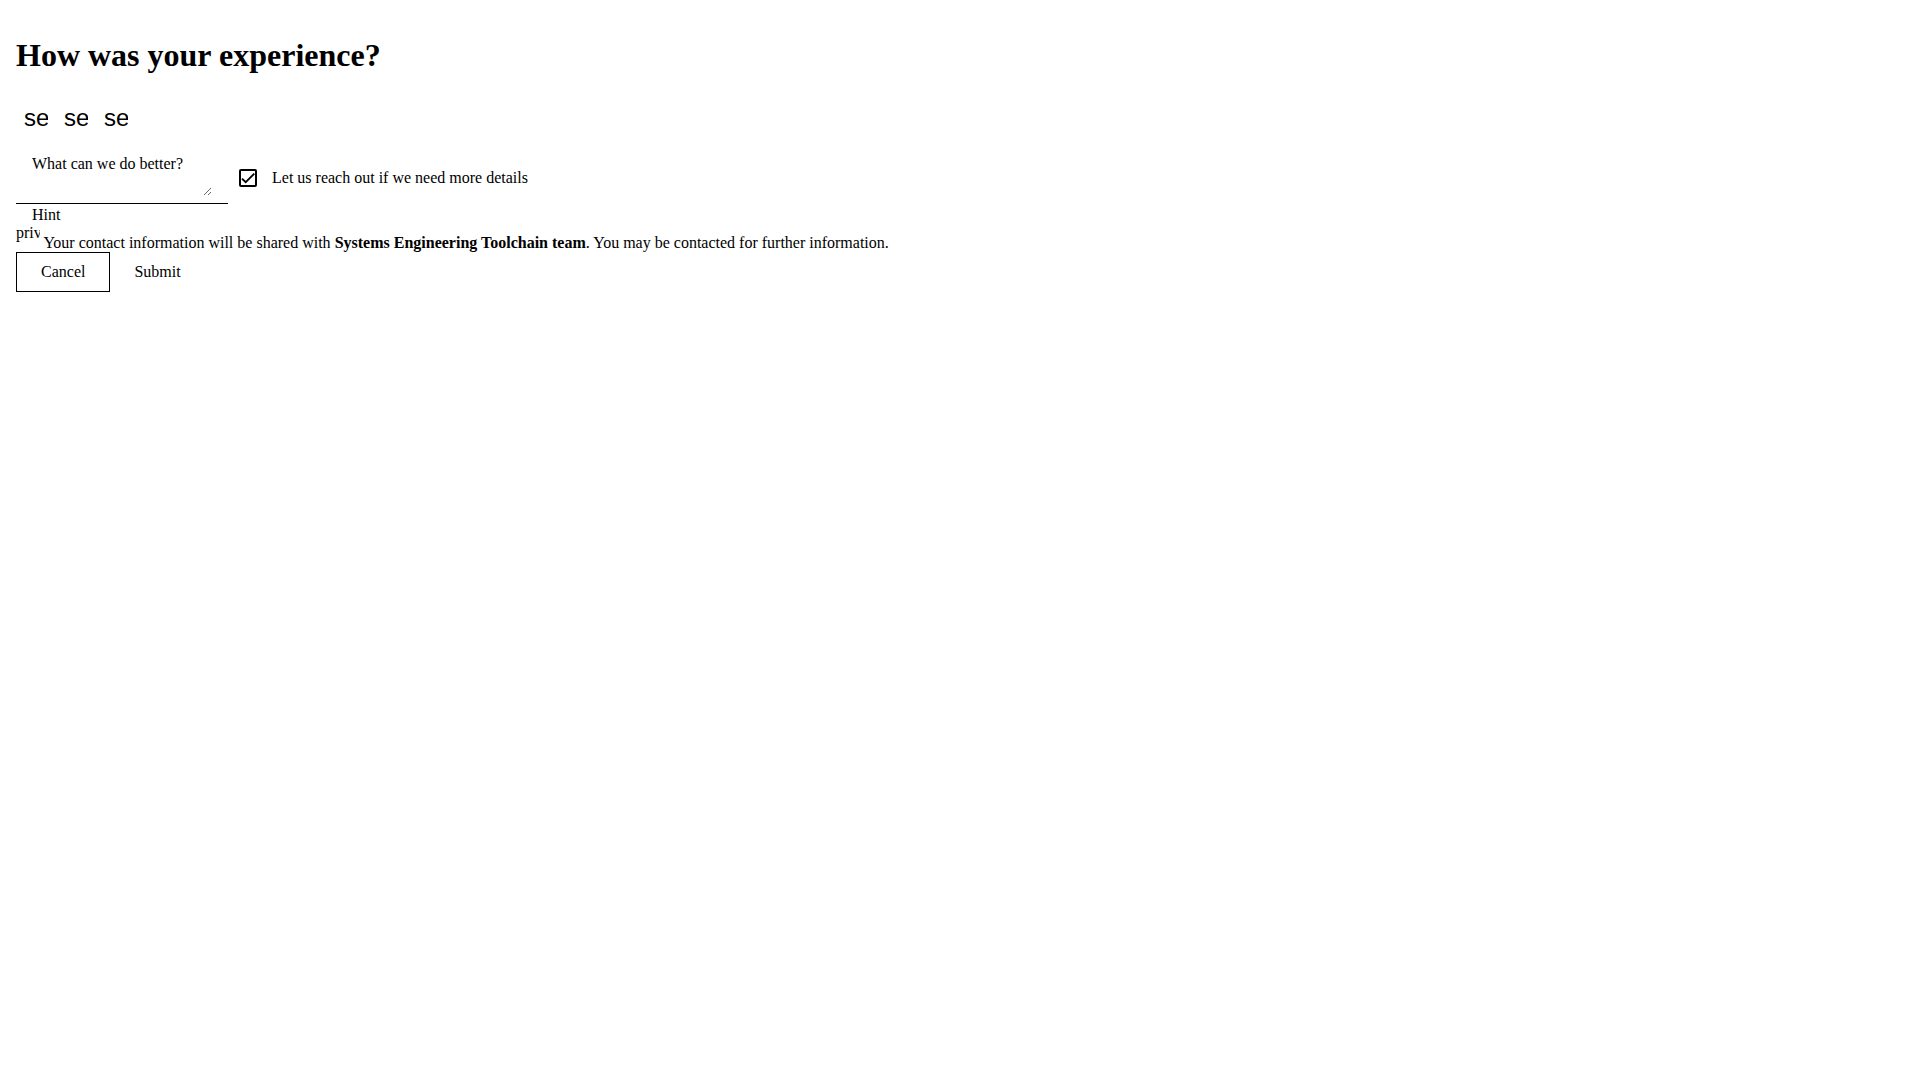 How was your experience?
se se se
What can we do better?
Let us reach out if we need more details
Hint
priv
Your contact information will be shared with Systems Engineering Toolchain team. You may be contacted for further information.
Cancel Submit